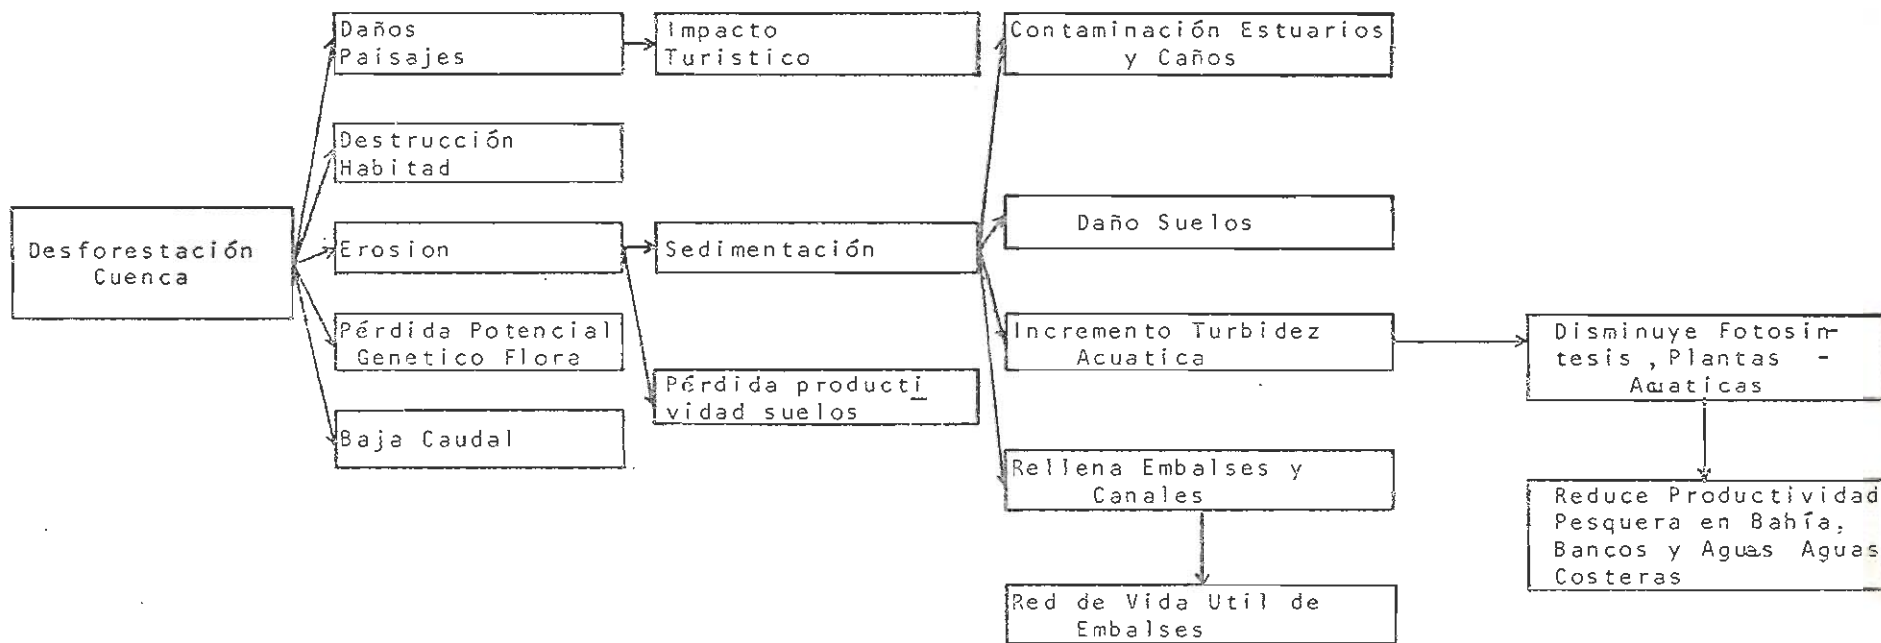 Desforestación
Cuenca
Daños
Païsajes
Destrucción
Habitad
Erosion
Pérdida Potencial
Genetico Flora
Baja Caudal
Impacto
Turistico
Sedimentación
Pérdida producti
vidad suelos
Contaminación Estuarios
y Caños
Daño Suelos
Incremento Turbidez
Acuatica
Rellena Embalses y
Canales
Red de Vida Util de
Embalses
Disminuye Fotosin-
tesis, Plantas -
Acuaticas
Reduce Productividad
Pesquera en Bahía,
Bancos y Aguas Aguas
Costeras